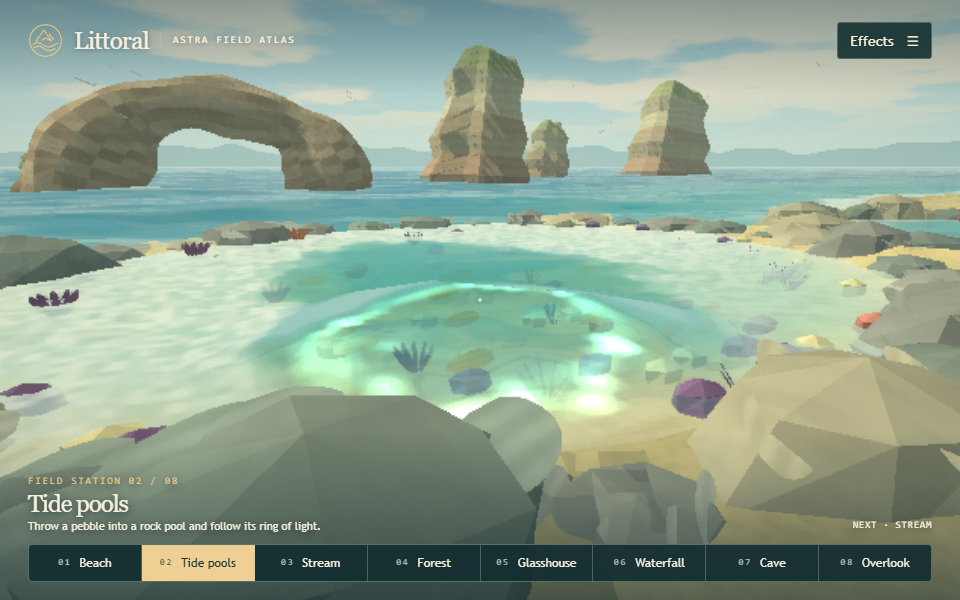 Littoral
ASTRA FIELD ATLAS
Effects
FIELD STATION 02 / 08
Tide pools
Throw a pebble into a rock pool and follow its ring of light.
NEXT · STREAM
01 Beach
02 Tide pools
03 Stream
04 Forest
05 Glasshouse
06 Waterfall
07 Cave
08 Overlook